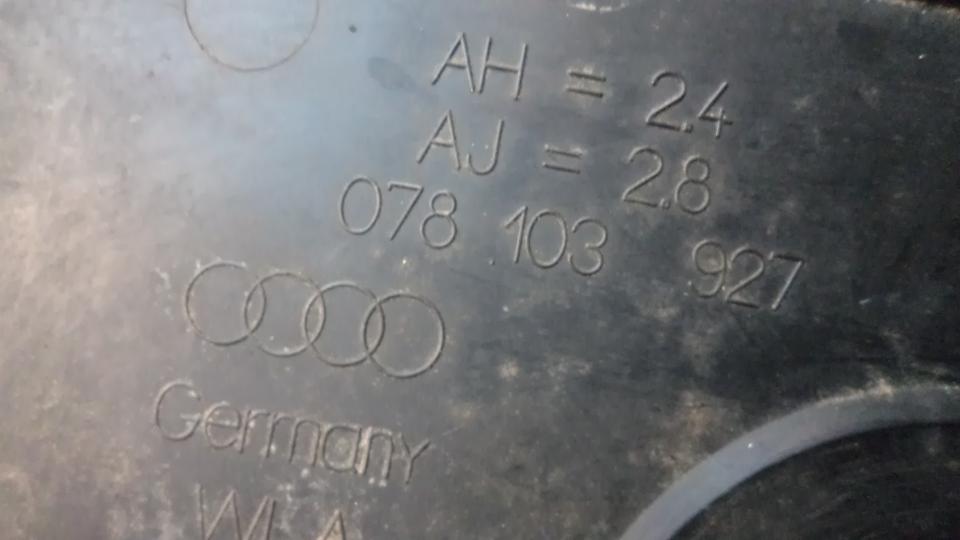 AH = 2.4
AJ = 2.8
078 103 927
Germany